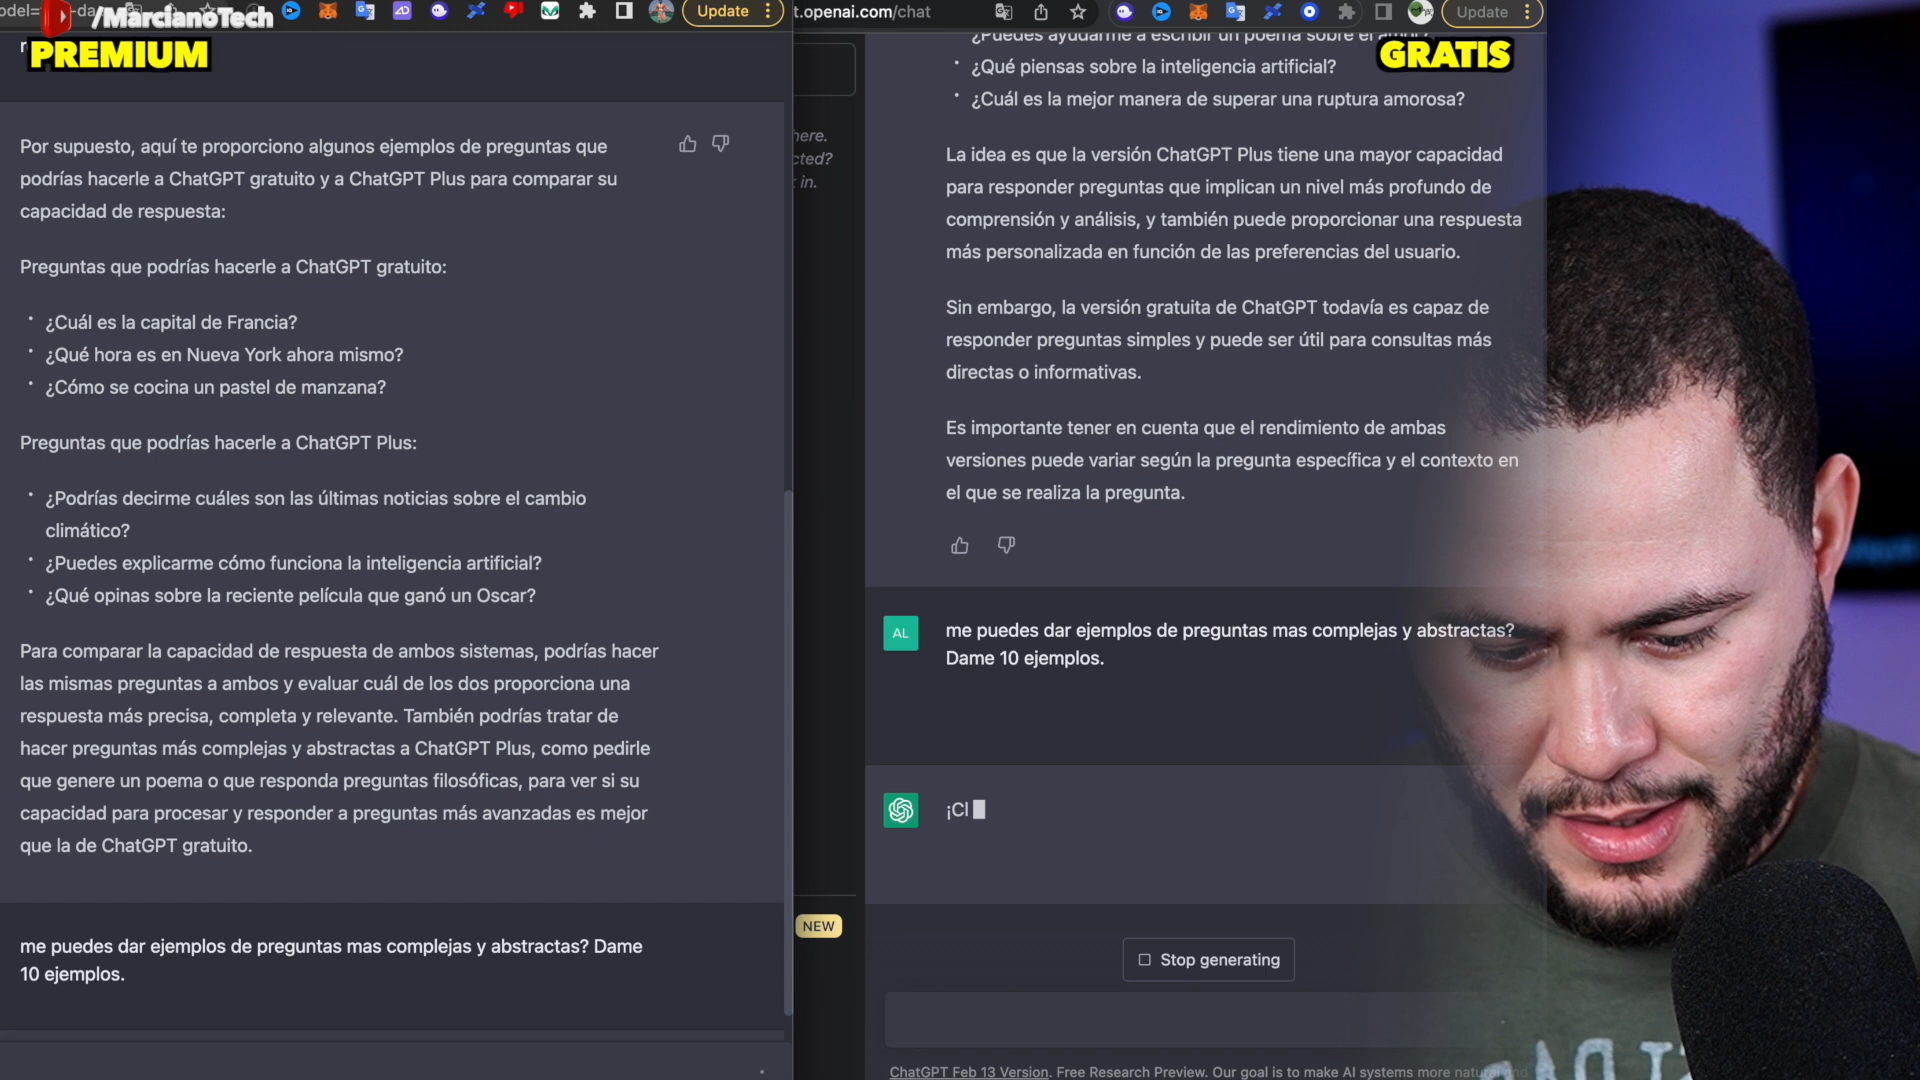 /MarcianoTech
PREMIUM
Update
Por supuesto, aquí te proporciono algunos ejemplos de preguntas que
podrías hacerle a ChatGPT gratuito y a ChatGPT Plus para comparar su
capacidad de respuesta:
Preguntas que podrías hacerle a ChatGPT gratuito:
¿Cuál es la capital de Francia?
¿Qué hora es en Nueva York ahora mismo?
¿Cómo se cocina un pastel de manzana?
Preguntas que podrías hacerle a ChatGPT Plus:
¿Podrías decirme cuáles son las últimas noticias sobre el cambio
climático?
¿Puedes explicarme cómo funciona la inteligencia artificial?
¿Qué opinas sobre la reciente película que ganó un Oscar?
Para comparar la capacidad de respuesta de ambos sistemas, podrías hacer
las mismas preguntas a ambos y evaluar cuál de los dos proporciona una
respuesta más precisa, completa y relevante. También podrías tratar de
hacer preguntas más complejas y abstractas a ChatGPT Plus, como pedirle
que genere un poema o que responda preguntas filosóficas, para ver si su
capacidad para procesar y responder a preguntas más avanzadas es mejor
que la de ChatGPT gratuito.
me puedes dar ejemplos de preguntas mas complejas y abstractas? Dame
10 ejemplos.
t.openai.com/chat
Update
GRATIS
here.
cted?
in.
NEW
¿Puedes ayudarme a escribir un poema sobre el amor?
¿Qué piensas sobre la inteligencia artificial?
¿Cuál es la mejor manera de superar una ruptura amorosa?
La idea es que la versión ChatGPT Plus tiene una mayor capacidad
para responder preguntas que implican un nivel más profundo de
comprensión y análisis, y también puede proporcionar una respuesta
más personalizada en función de las preferencias del usuario.
Sin embargo, la versión gratuita de ChatGPT todavía es capaz de
responder preguntas simples y puede ser útil para consultas más
directas o informativas.
Es importante tener en cuenta que el rendimiento de ambas
versiones puede variar según la pregunta específica y el contexto en
el que se realiza la pregunta.
AL
me puedes dar ejemplos de preguntas mas complejas y abstractas?
Dame 10 ejemplos.
¡Cl
Stop generating
ChatGPT Feb 13 Version. Free Research Preview. Our goal is to make AI systems more natural and